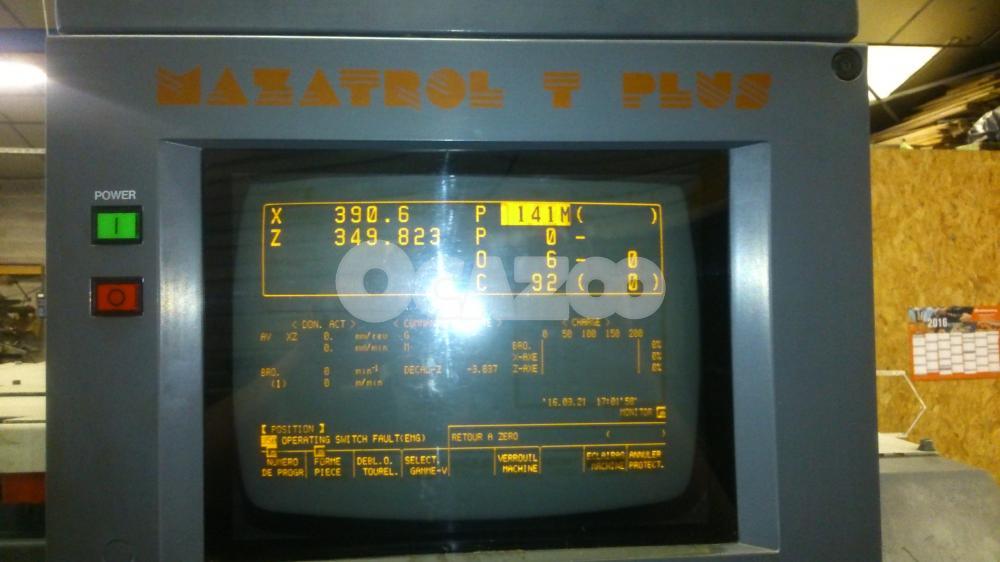 MAZATROL T PLUS
POWER
X 390.6 P 141M ( )
Z 349.823 P 0 -
O 6 - 0
C 92 ( 0 )
OCAZOO
< DON. ACT > < CHARGE >
AV XZ 0. mm/rev G 0 50 100 150 200
0. mm/min M BRO. 0%
X-AXE 0%
BRO. 0 min-1 DECAL-Z -3.837 Z-AXE 0%
(1) 0 m/min
'16.03.21 17:01'50"
MONITOR
[ POSITION ]
OPERATING SWITCH FAULT(EMG) RETOUR A ZERO ( )
NUMERO DE PROGR. FORME PIECE DEBL.O. TOUREL. SELECT. GAMME-V VERROUIL MACHINE ECLAIRAG MACHINE ANNULER PROTECT.
2016